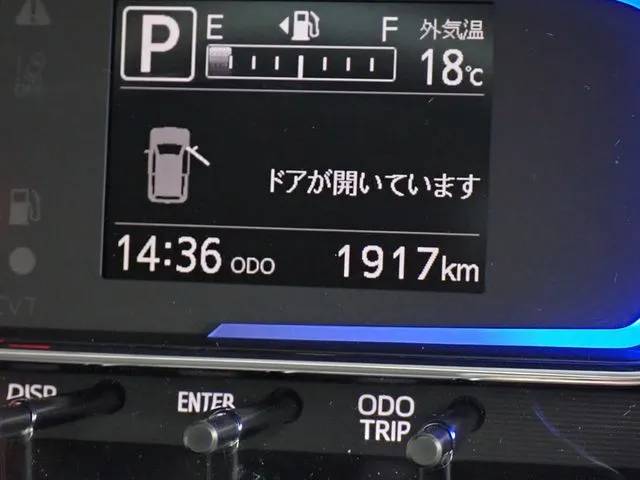 P E F 外気温
18℃
ドアが開いています
14:36 ODO 1917km
CVT
DISP ENTER ODO
TRIP